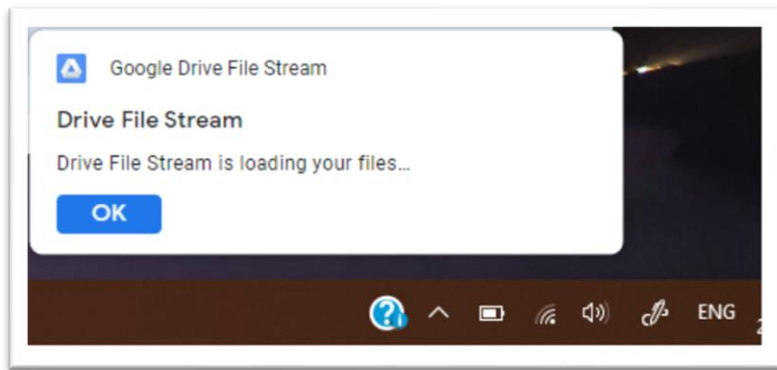 Google Drive File Stream
Drive File Stream
Drive File Stream is loading your files...
OK
ENG